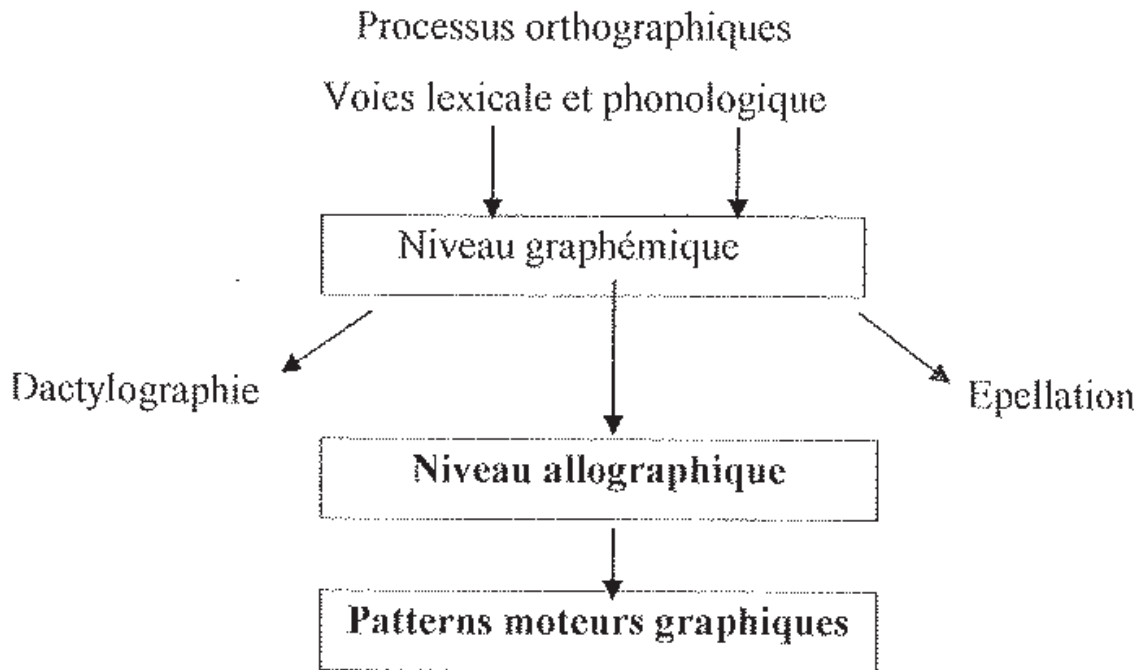 Processus orthographiques
Voies lexicale et phonologique
Niveau graphémique
Dactylographie
Epellation
Niveau allographique
Patterns moteurs graphiques